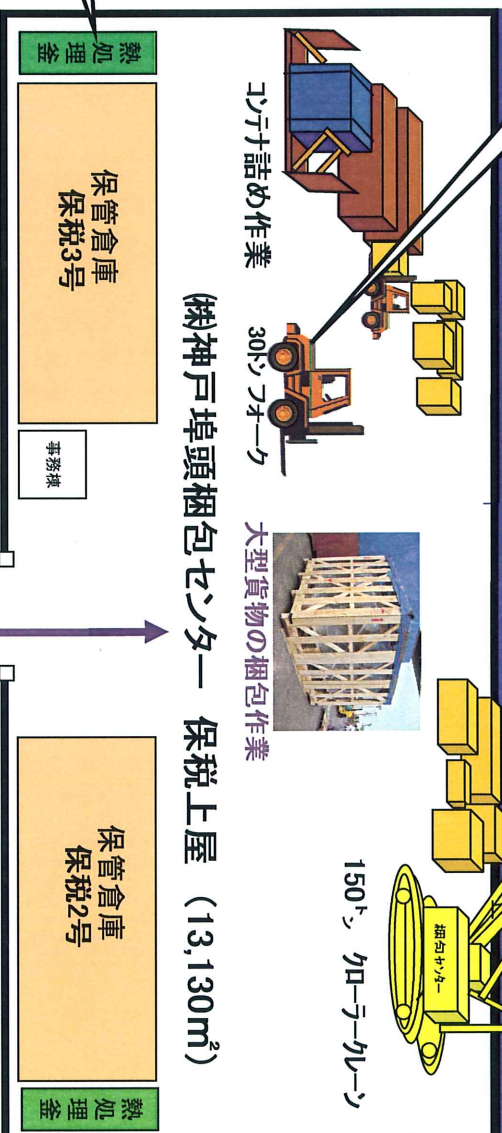 150トン クローラークレーン
梱包センター
大型貨物の梱包作業
30トン フォーク
コンテナ詰め作業
㈱神戸埠頭梱包センター 保税上屋 (13,130㎡)
熱処理釜
保管倉庫
保税3号
事務棟
保管倉庫
保税2号
熱処理釜